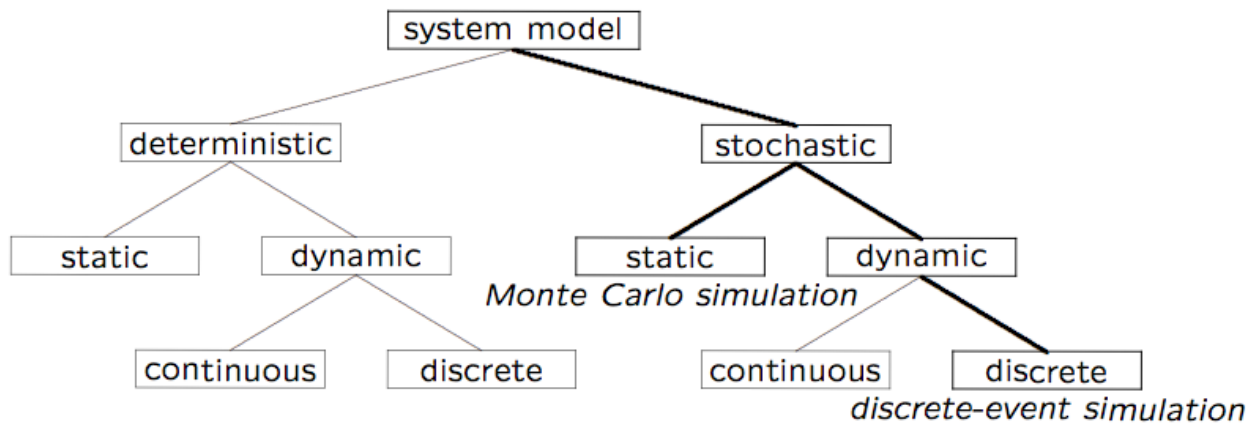 system model
deterministic
stochastic
static
dynamic
static
dynamic
Monte Carlo simulation
continuous
discrete
continuous
discrete
discrete-event simulation